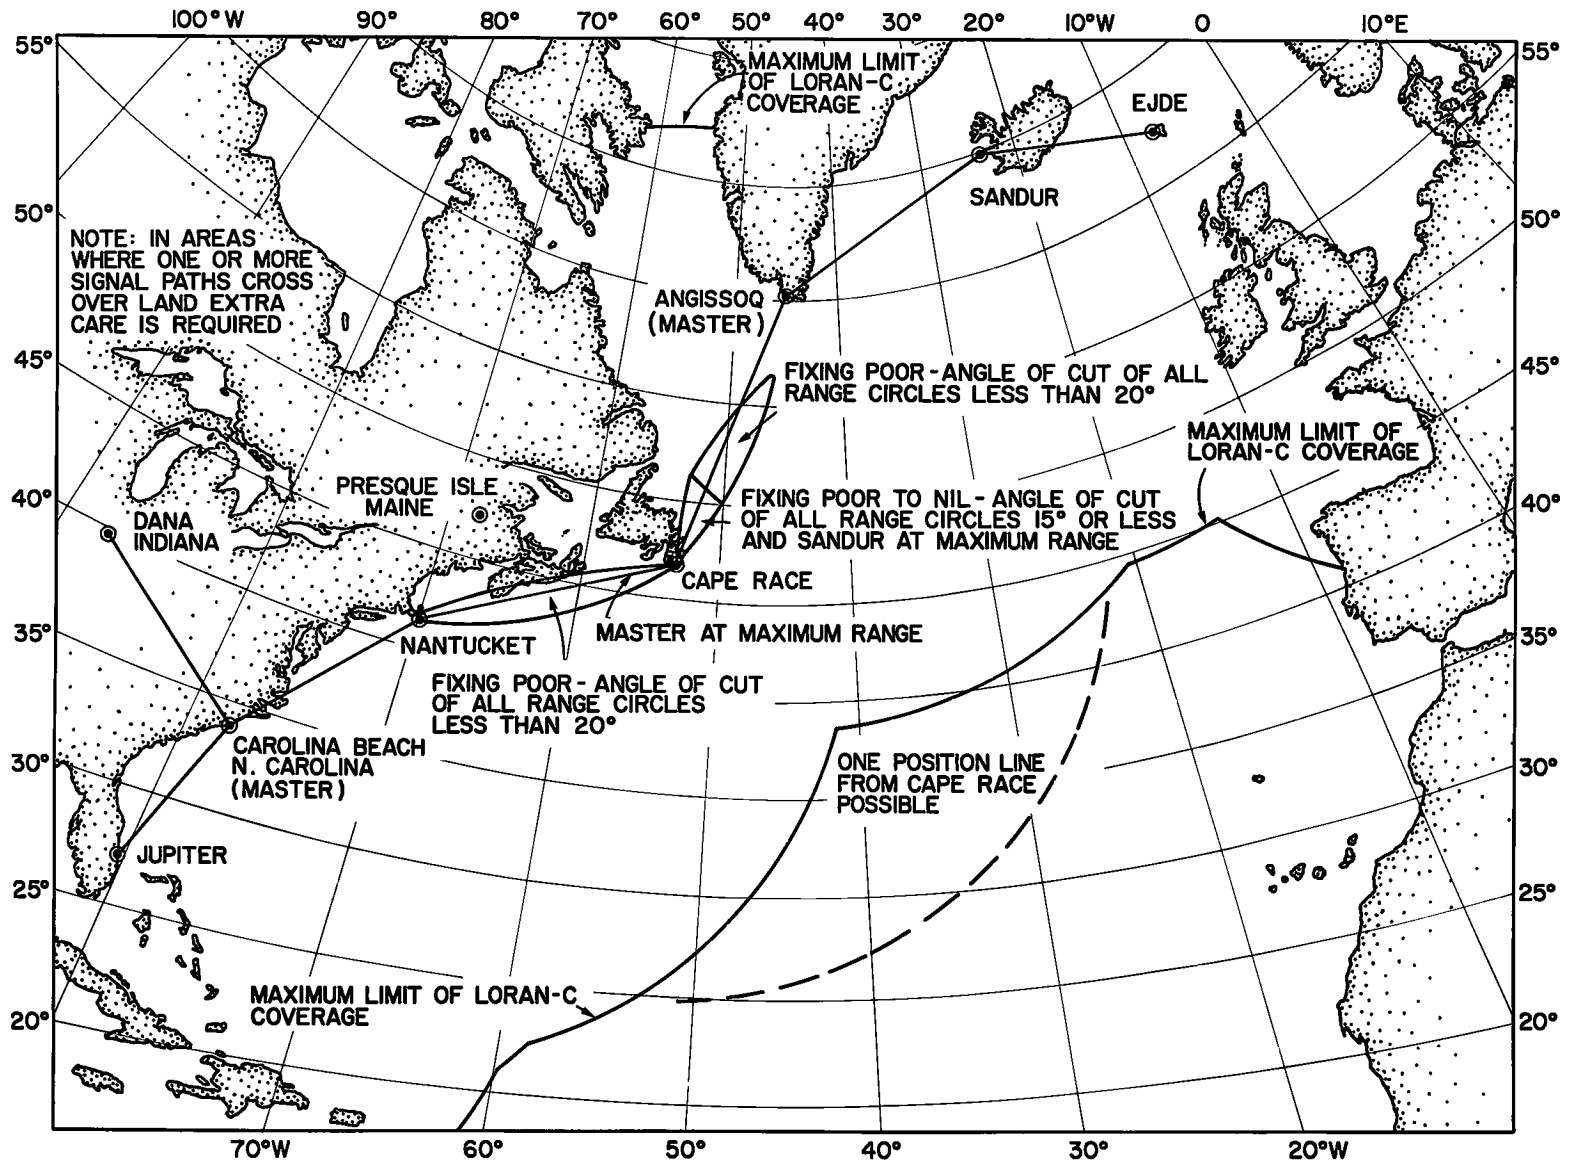 100°W 90° 80° 70° 60° 50° 40° 30° 20° 10°W 0 10°E
55° 55°
MAXIMUM LIMIT
OF LORAN-C
COVERAGE
EJDE
SANDUR
50° 50°
NOTE: IN AREAS
WHERE ONE OR MORE
SIGNAL PATHS CROSS
OVER LAND EXTRA
CARE IS REQUIRED
ANGISSOQ
(MASTER)
45° 45°
FIXING POOR-ANGLE OF CUT OF ALL
RANGE CIRCLES LESS THAN 20°
MAXIMUM LIMIT OF
LORAN-C COVERAGE
40° 40°
PRESQUE ISLE
MAINE
DANA
INDIANA
FIXING POOR TO NIL-ANGLE OF CUT
OF ALL RANGE CIRCLES 15° OR LESS
AND SANDUR AT MAXIMUM RANGE
CAPE RACE
35° 35°
NANTUCKET
MASTER AT MAXIMUM RANGE
FIXING POOR-ANGLE OF CUT
OF ALL RANGE CIRCLES
LESS THAN 20°
CAROLINA BEACH
N. CAROLINA
(MASTER)
30° 30°
ONE POSITION LINE
FROM CAPE RACE
POSSIBLE
JUPITER
25° 25°
MAXIMUM LIMIT OF LORAN-C
COVERAGE
20° 20°
70°W 60° 50° 40° 30° 20°W